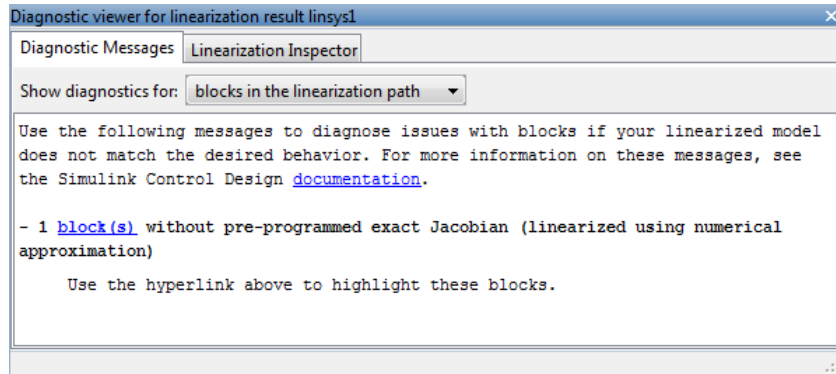 Diagnostic viewer for linearization result linsys1
Diagnostic Messages Linearization Inspector
Show diagnostics for: blocks in the linearization path
Use the following messages to diagnose issues with blocks if your linearized model
does not match the desired behavior. For more information on these messages, see
the Simulink Control Design documentation.
- 1 block(s) without pre-programmed exact Jacobian (linearized using numerical
approximation)
Use the hyperlink above to highlight these blocks.